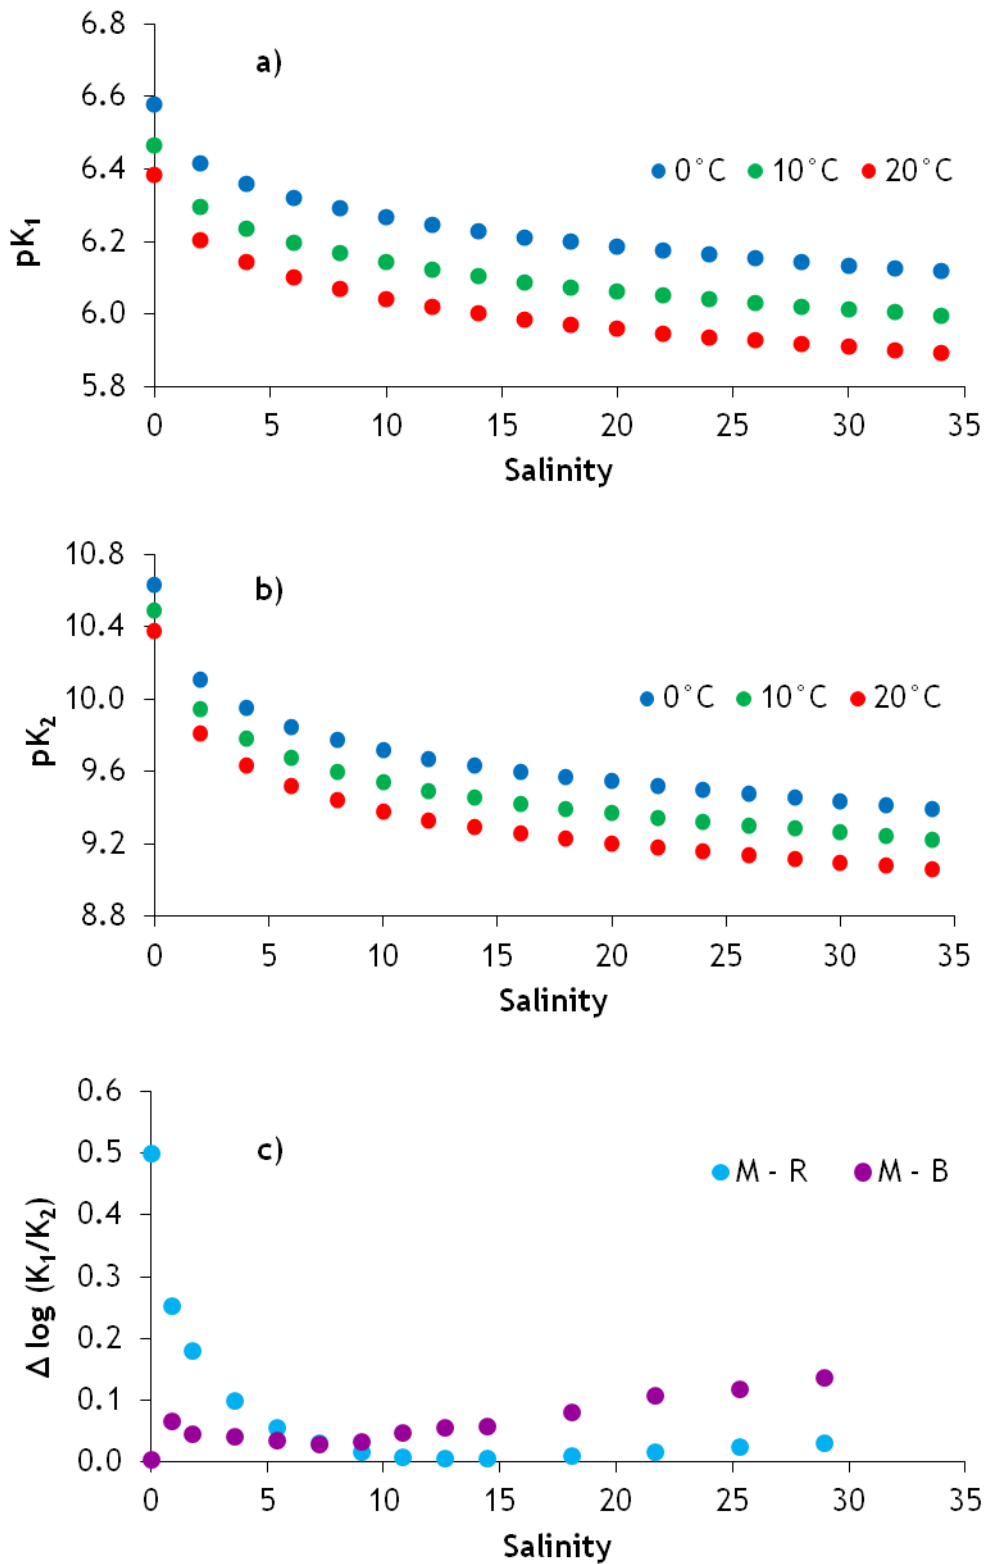 6.8
a)
6.6
6.4
0°C 10°C 20°C
pK₁
6.2
6.0
5.8
0 5 10 15 20 25 30 35
Salinity
10.8
b)
10.4
10.0
0°C 10°C 20°C
pK₂
9.6
9.2
8.8
0 5 10 15 20 25 30 35
Salinity
0.6
0.5
c)
M - R M - B
0.4
Δ log (K₁/K₂)
0.3
0.2
0.1
0.0
0 5 10 15 20 25 30 35
Salinity